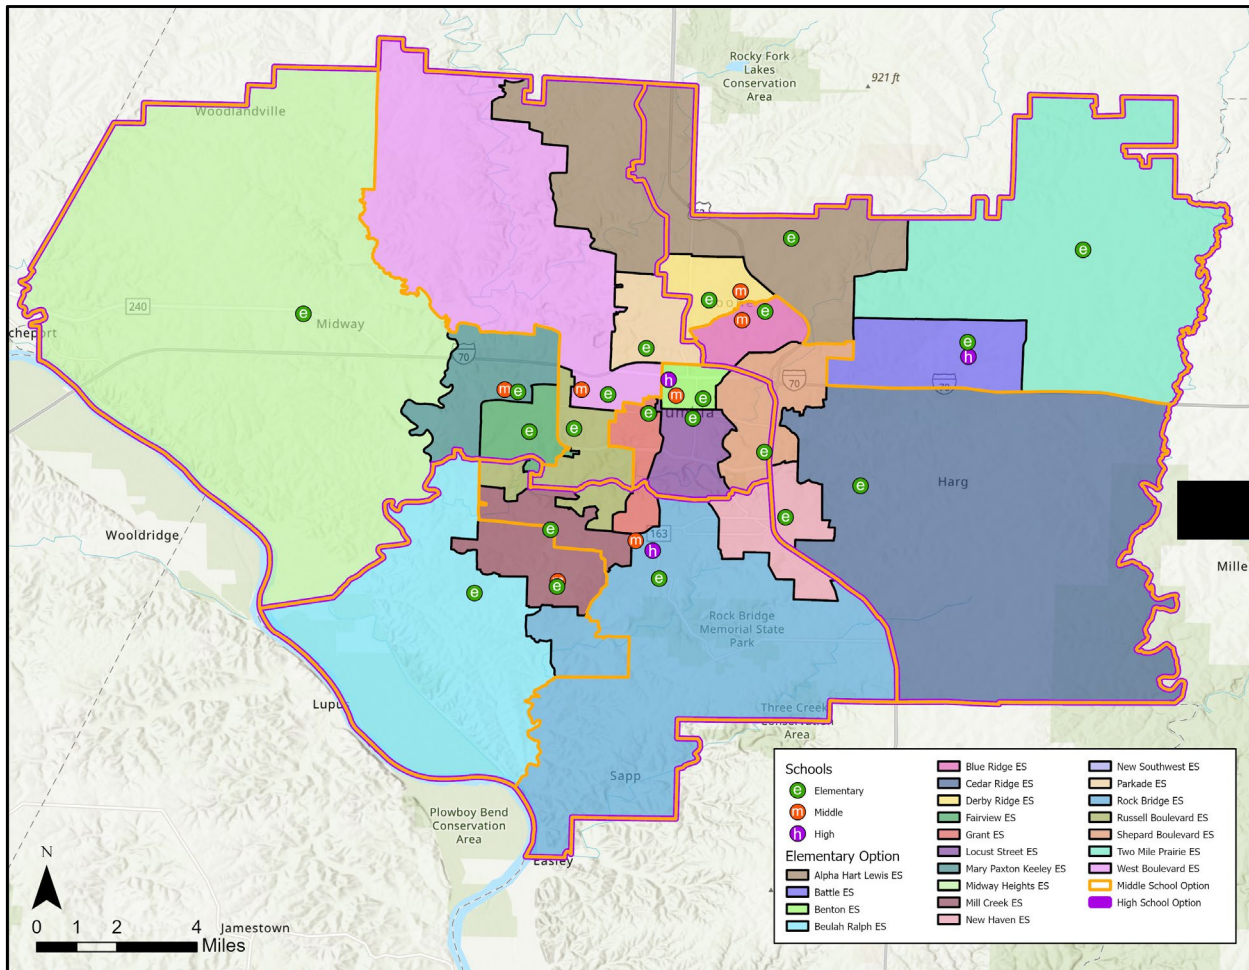 Rocky Fork
Lakes
Conservation
Area
921 ft
Woodlandville
63
240
Midway
cheport
70
70
70
Harg
Wooldridge
163
Mille
Rock Bridge
Memorial State
Park
Lupus
Three Creek
Conservation
Area
Sapp
Plowboy Bend
Conservation
Area
Easley
Jamestown
N
0 1 2 4
Miles
Schools
e Elementary
m Middle
h High
Elementary Option
Alpha Hart Lewis ES
Battle ES
Benton ES
Beulah Ralph ES
Blue Ridge ES
Cedar Ridge ES
Derby Ridge ES
Fairview ES
Grant ES
Locust Street ES
Mary Paxton Keeley ES
Midway Heights ES
Mill Creek ES
New Haven ES
New Southwest ES
Parkade ES
Rock Bridge ES
Russell Boulevard ES
Shepard Boulevard ES
Two Mile Prairie ES
West Boulevard ES
Middle School Option
High School Option